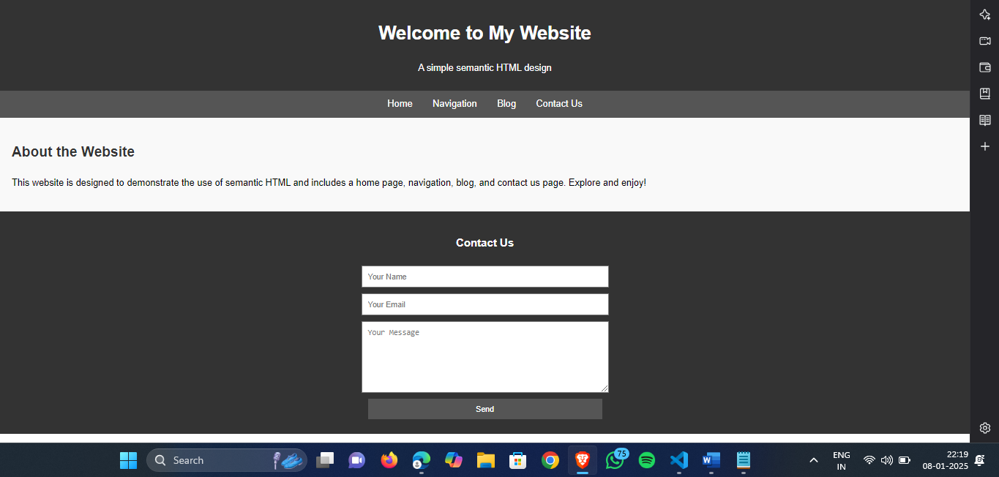 Welcome to My Website
A simple semantic HTML design
Home Navigation Blog Contact Us
About the Website
This website is designed to demonstrate the use of semantic HTML and includes a home page, navigation, blog, and contact us page. Explore and enjoy!
Contact Us
Your Name
Your Email
Your Message
Send
Search
75
ENG
IN
22:19
08-01-2025